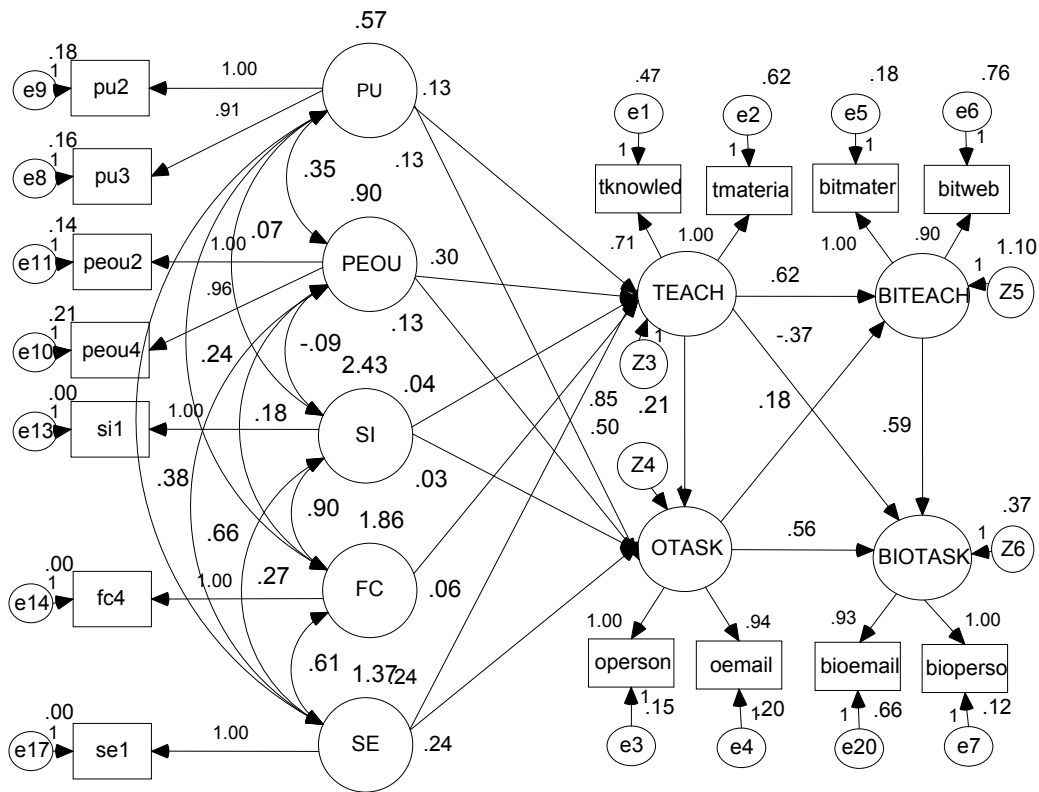 .57
.18
1
e9
pu2
1.00
PU
.13
.91
.16
1
e8
pu3
.13
.35
.90
.14
1
e11
peou2
.07
1.00
PEOU
.30
.96
.21
1
e10
peou4
.13
-.09
.24
2.43
.00
1
e13
si1
1.00
.18
SI
.04
.03
.38
.66
.90
1.86
.00
1
e14
fc4
1.00
.27
FC
.06
.61
1.37
.24
.00
1
e17
se1
1.00
SE
.24
.47
e1
1
tknowled
.62
e2
1
tmateria
.18
e5
1
bitmater
.76
e6
1
bitweb
.71
1.00
1.00
.90
1.10
TEACH
.62
BITEACH
1
Z5
1
Z3
-.37
.85
.50
.21
.18
.59
Z4
1
.37
OTASK
.56
BIOTASK
1
Z6
1.00
.94
.93
1.00
operson
oemail
bioemail
bioperso
1
.15
1
.20
1
.66
1
.12
e3
e4
e20
e7